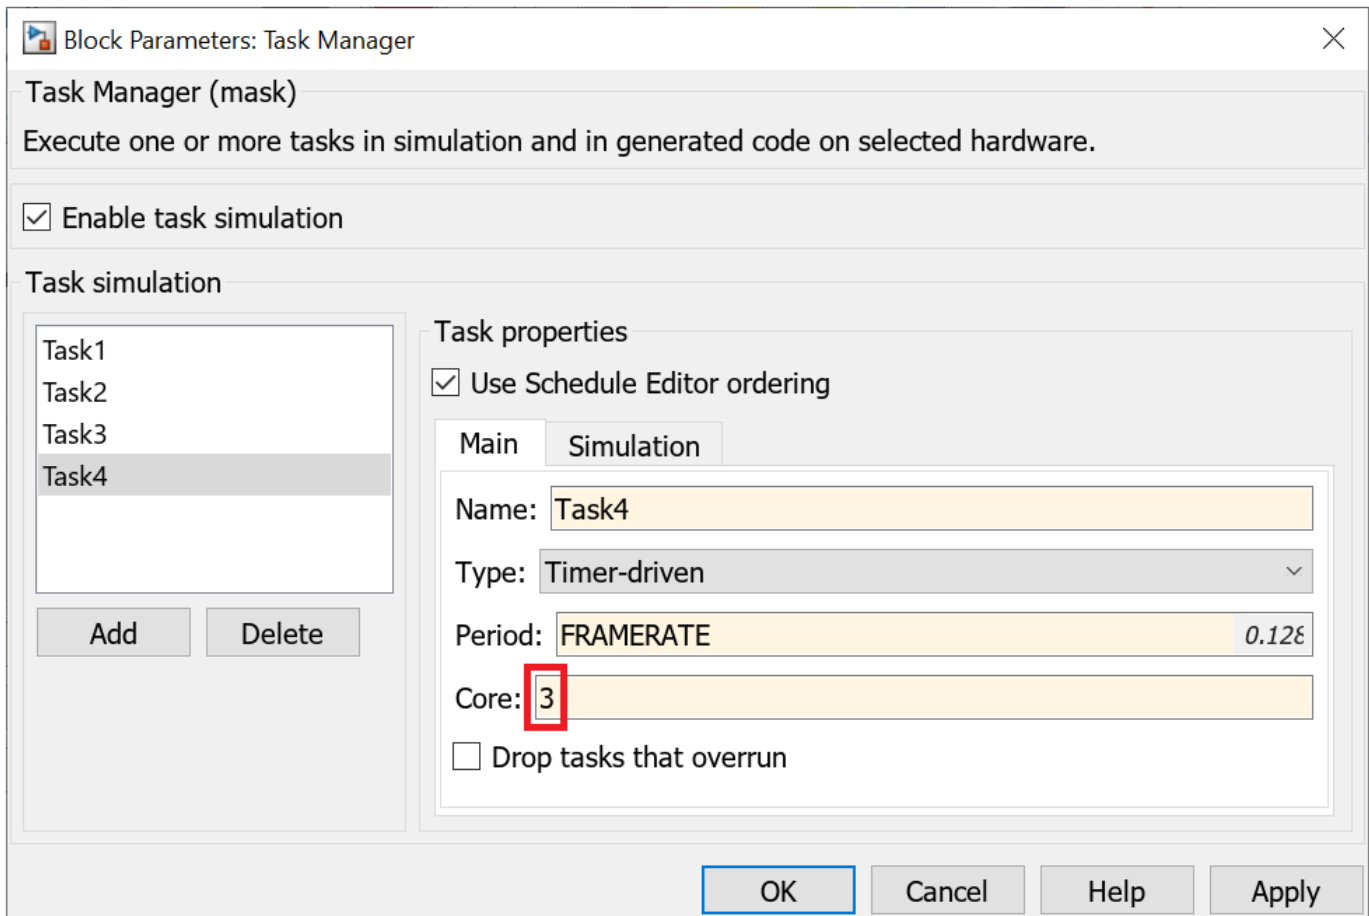 Block Parameters: Task Manager
Task Manager (mask)
Execute one or more tasks in simulation and in generated code on selected hardware.
Enable task simulation
Task simulation
Task1
Task2
Task3
Task4
Add Delete
Task properties
Use Schedule Editor ordering
Main Simulation
Name: Task4
Type: Timer-driven
Period: FRAMERATE 0.128
Core: 3
Drop tasks that overrun
OK Cancel Help Apply